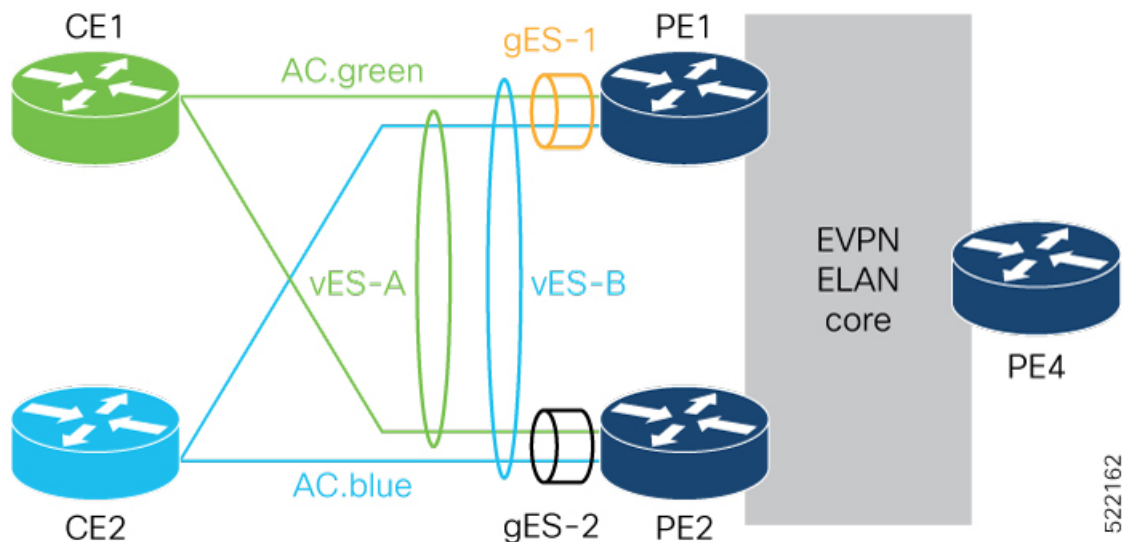 CE1
gES-1
PE1
AC.green
vES-A
vES-B
EVPN
ELAN
core
PE4
AC.blue
CE2
gES-2
PE2
522162